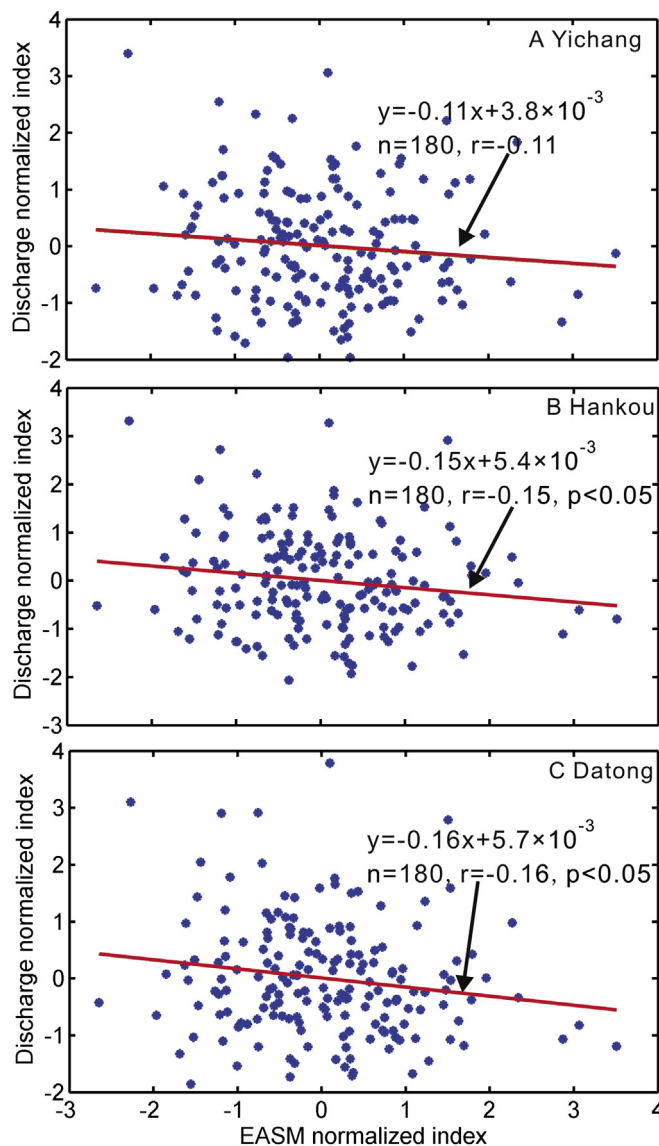 A Yichang
y=-0.11x+3.8×10-3
n=180, r=-0.11
Discharge normalized index
4
3
2
1
0
-1
-2
B Hankou
y=-0.15x+5.4×10-3
n=180, r=-0.15, p<0.05
Discharge normalized index
4
3
2
1
0
-1
-2
-3
C Datong
y=-0.16x+5.7×10-3
n=180, r=-0.16, p<0.05
Discharge normalized index
4
3
2
1
0
-1
-2
-3 -2 -1 0 1 2 3 4
EASM normalized index